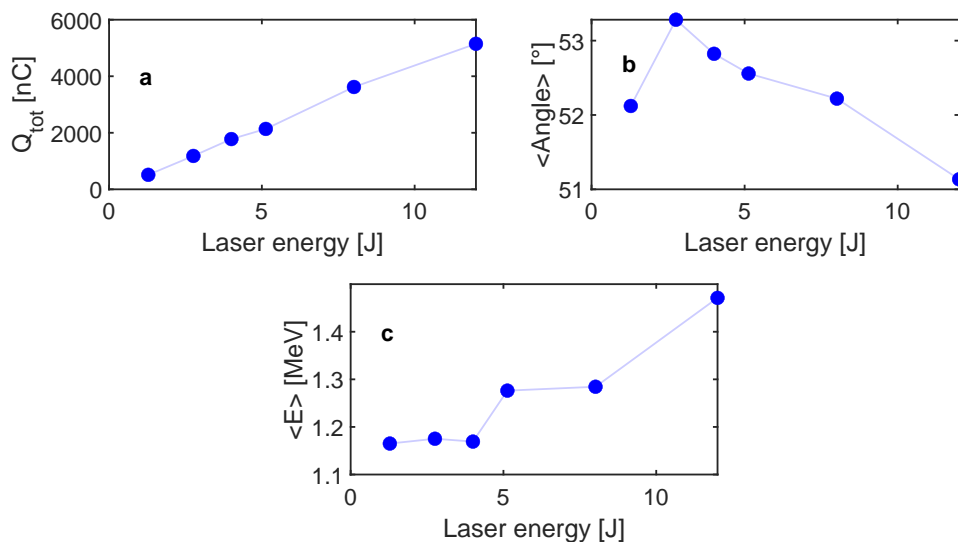 6000
4000
2000
0
0
5
10
Q_tot [nC]
Laser energy [J]
a
53
52
51
0
5
10
<Angle> [°]
Laser energy [J]
b
1.4
1.3
1.2
1.1
0
5
10
<E> [MeV]
Laser energy [J]
c